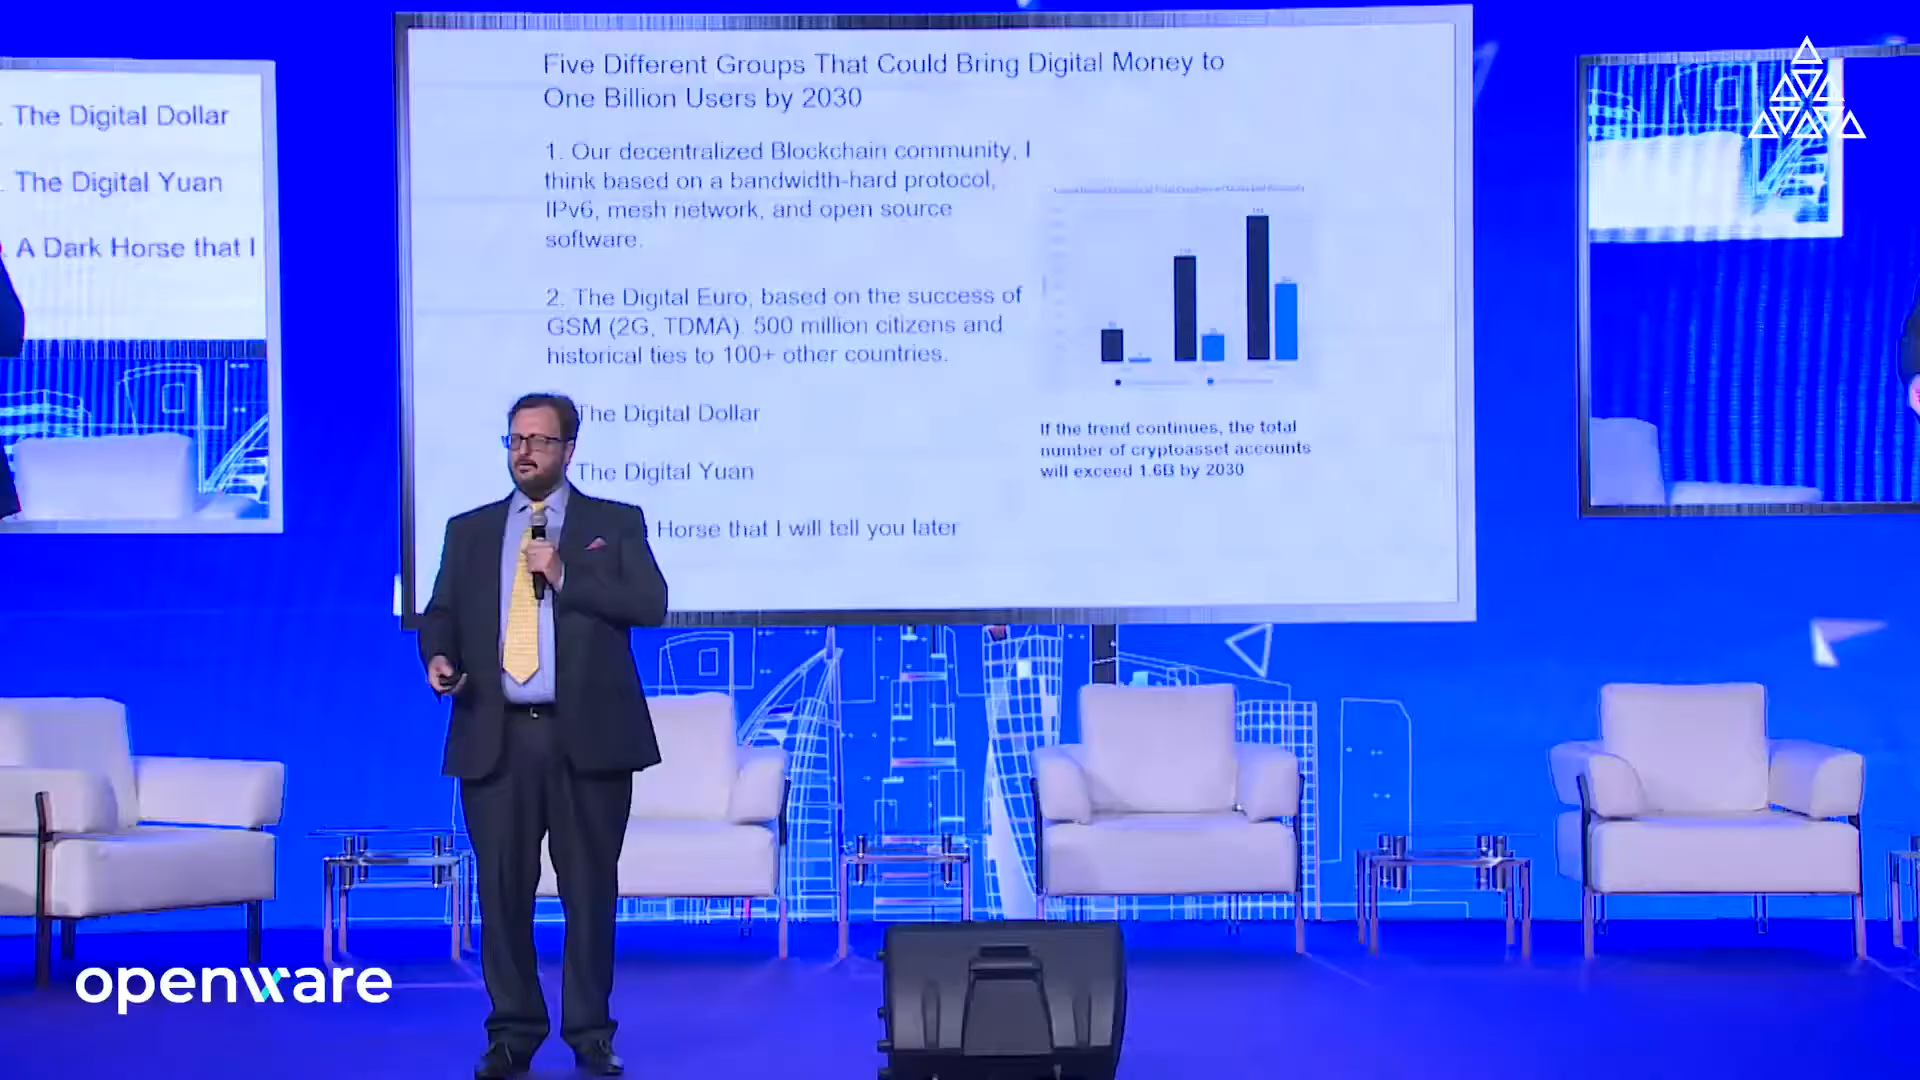 . The Digital Dollar
. The Digital Yuan
. A Dark Horse that I
Five Different Groups That Could Bring Digital Money to
One Billion Users by 2030
1. Our decentralized Blockchain community, I
think based on a bandwidth-hard protocol,
IPv6, mesh network, and open source
software.
2. The Digital Euro, based on the success of
GSM (2G, TDMA). 500 million citizens and
historical ties to 100+ other countries.
The Digital Dollar
The Digital Yuan
Horse that I will tell you later
If the trend continues, the total
number of cryptoasset accounts
will exceed 1.6B by 2030
openware